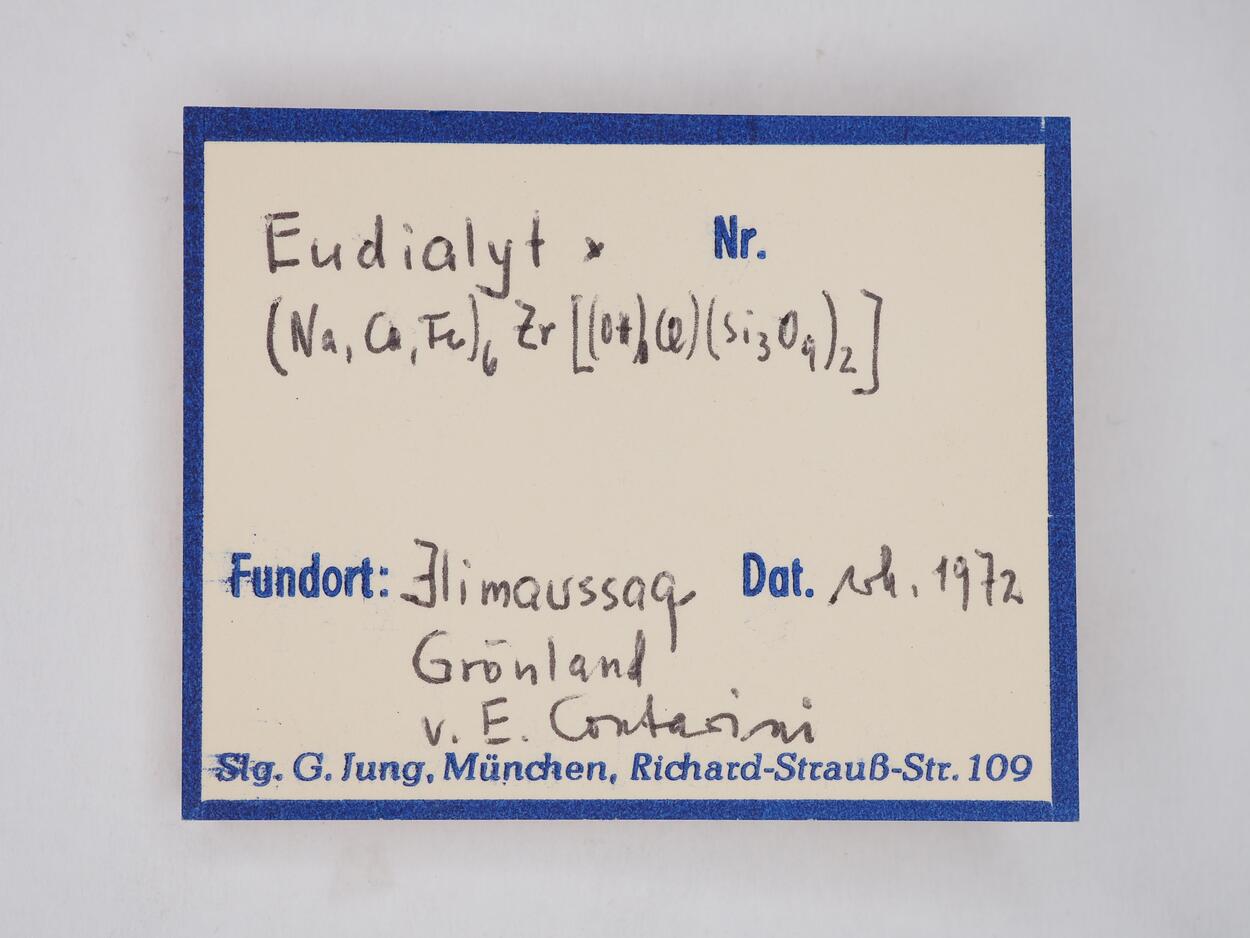 Eudialyt x Nr.
(Na, Ca, Fe)6 Zr [(OH,Cl)(Si3O9)2]
Fundort: Ilimaussaq Dat. 1972
Grönland
v. E. Contarini
Slg. G. Jung, München, Richard-Strauß-Str. 109